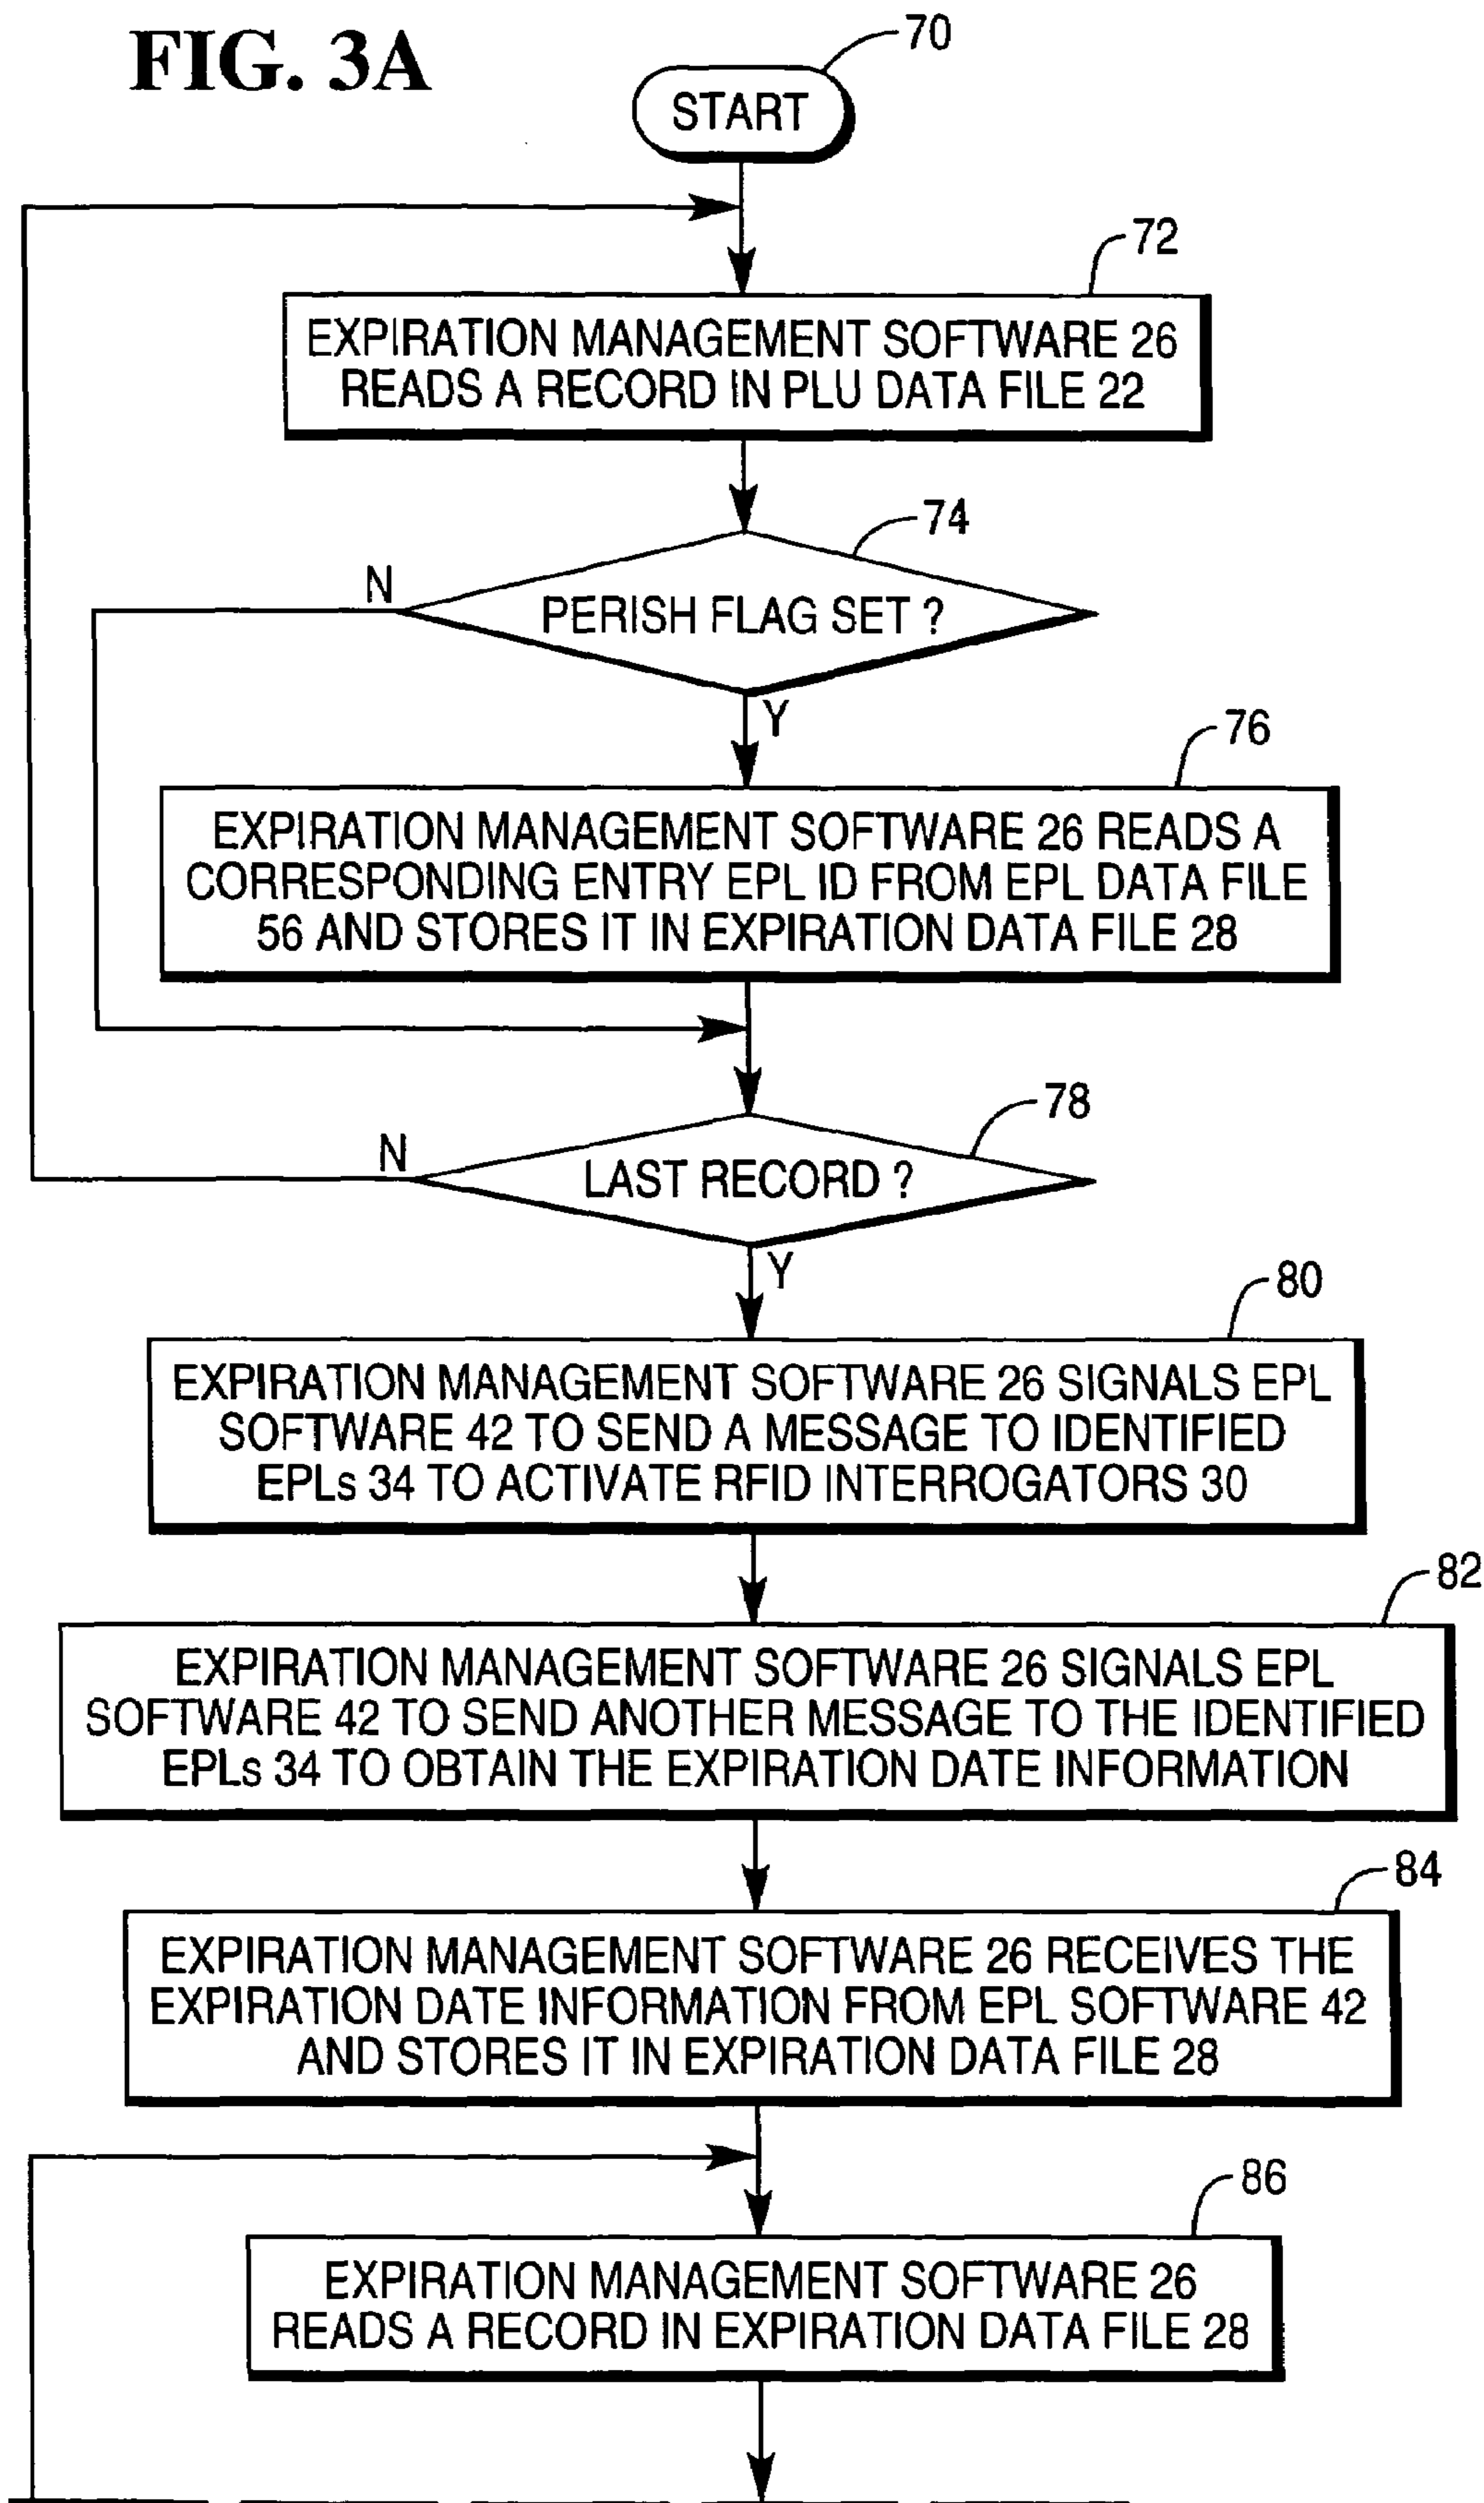 FIG. 3A
70
START
72
EXPIRATION MANAGEMENT SOFTWARE 26
READS A RECORD IN PLU DATA FILE 22
74
N
PERISH FLAG SET ?
Y
76
EXPIRATION MANAGEMENT SOFTWARE 26 READS A
CORRESPONDING ENTRY EPL ID FROM EPL DATA FILE
56 AND STORES IT IN EXPIRATION DATA FILE 28
78
N
LAST RECORD ?
Y
80
EXPIRATION MANAGEMENT SOFTWARE 26 SIGNALS EPL
SOFTWARE 42 TO SEND A MESSAGE TO IDENTIFIED
EPLs 34 TO ACTIVATE RFID INTERROGATORS 30
82
EXPIRATION MANAGEMENT SOFTWARE 26 SIGNALS EPL
SOFTWARE 42 TO SEND ANOTHER MESSAGE TO THE IDENTIFIED
EPLs 34 TO OBTAIN THE EXPIRATION DATE INFORMATION
84
EXPIRATION MANAGEMENT SOFTWARE 26 RECEIVES THE
EXPIRATION DATE INFORMATION FROM EPL SOFTWARE 42
AND STORES IT IN EXPIRATION DATA FILE 28
86
EXPIRATION MANAGEMENT SOFTWARE 26
READS A RECORD IN EXPIRATION DATA FILE 28